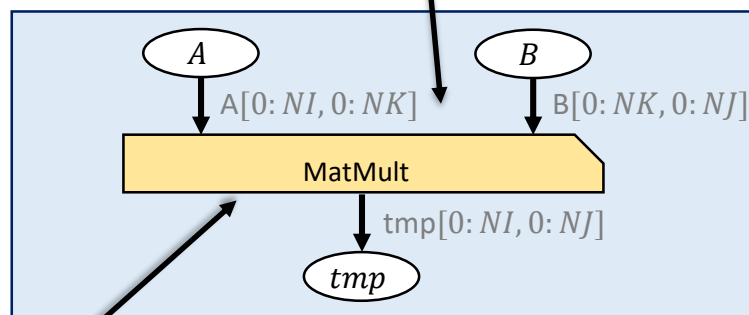 A B
A[0: NI, 0: NK] B[0: NK, 0: NJ]
MatMult
tmp[0: NI, 0: NJ]
tmp